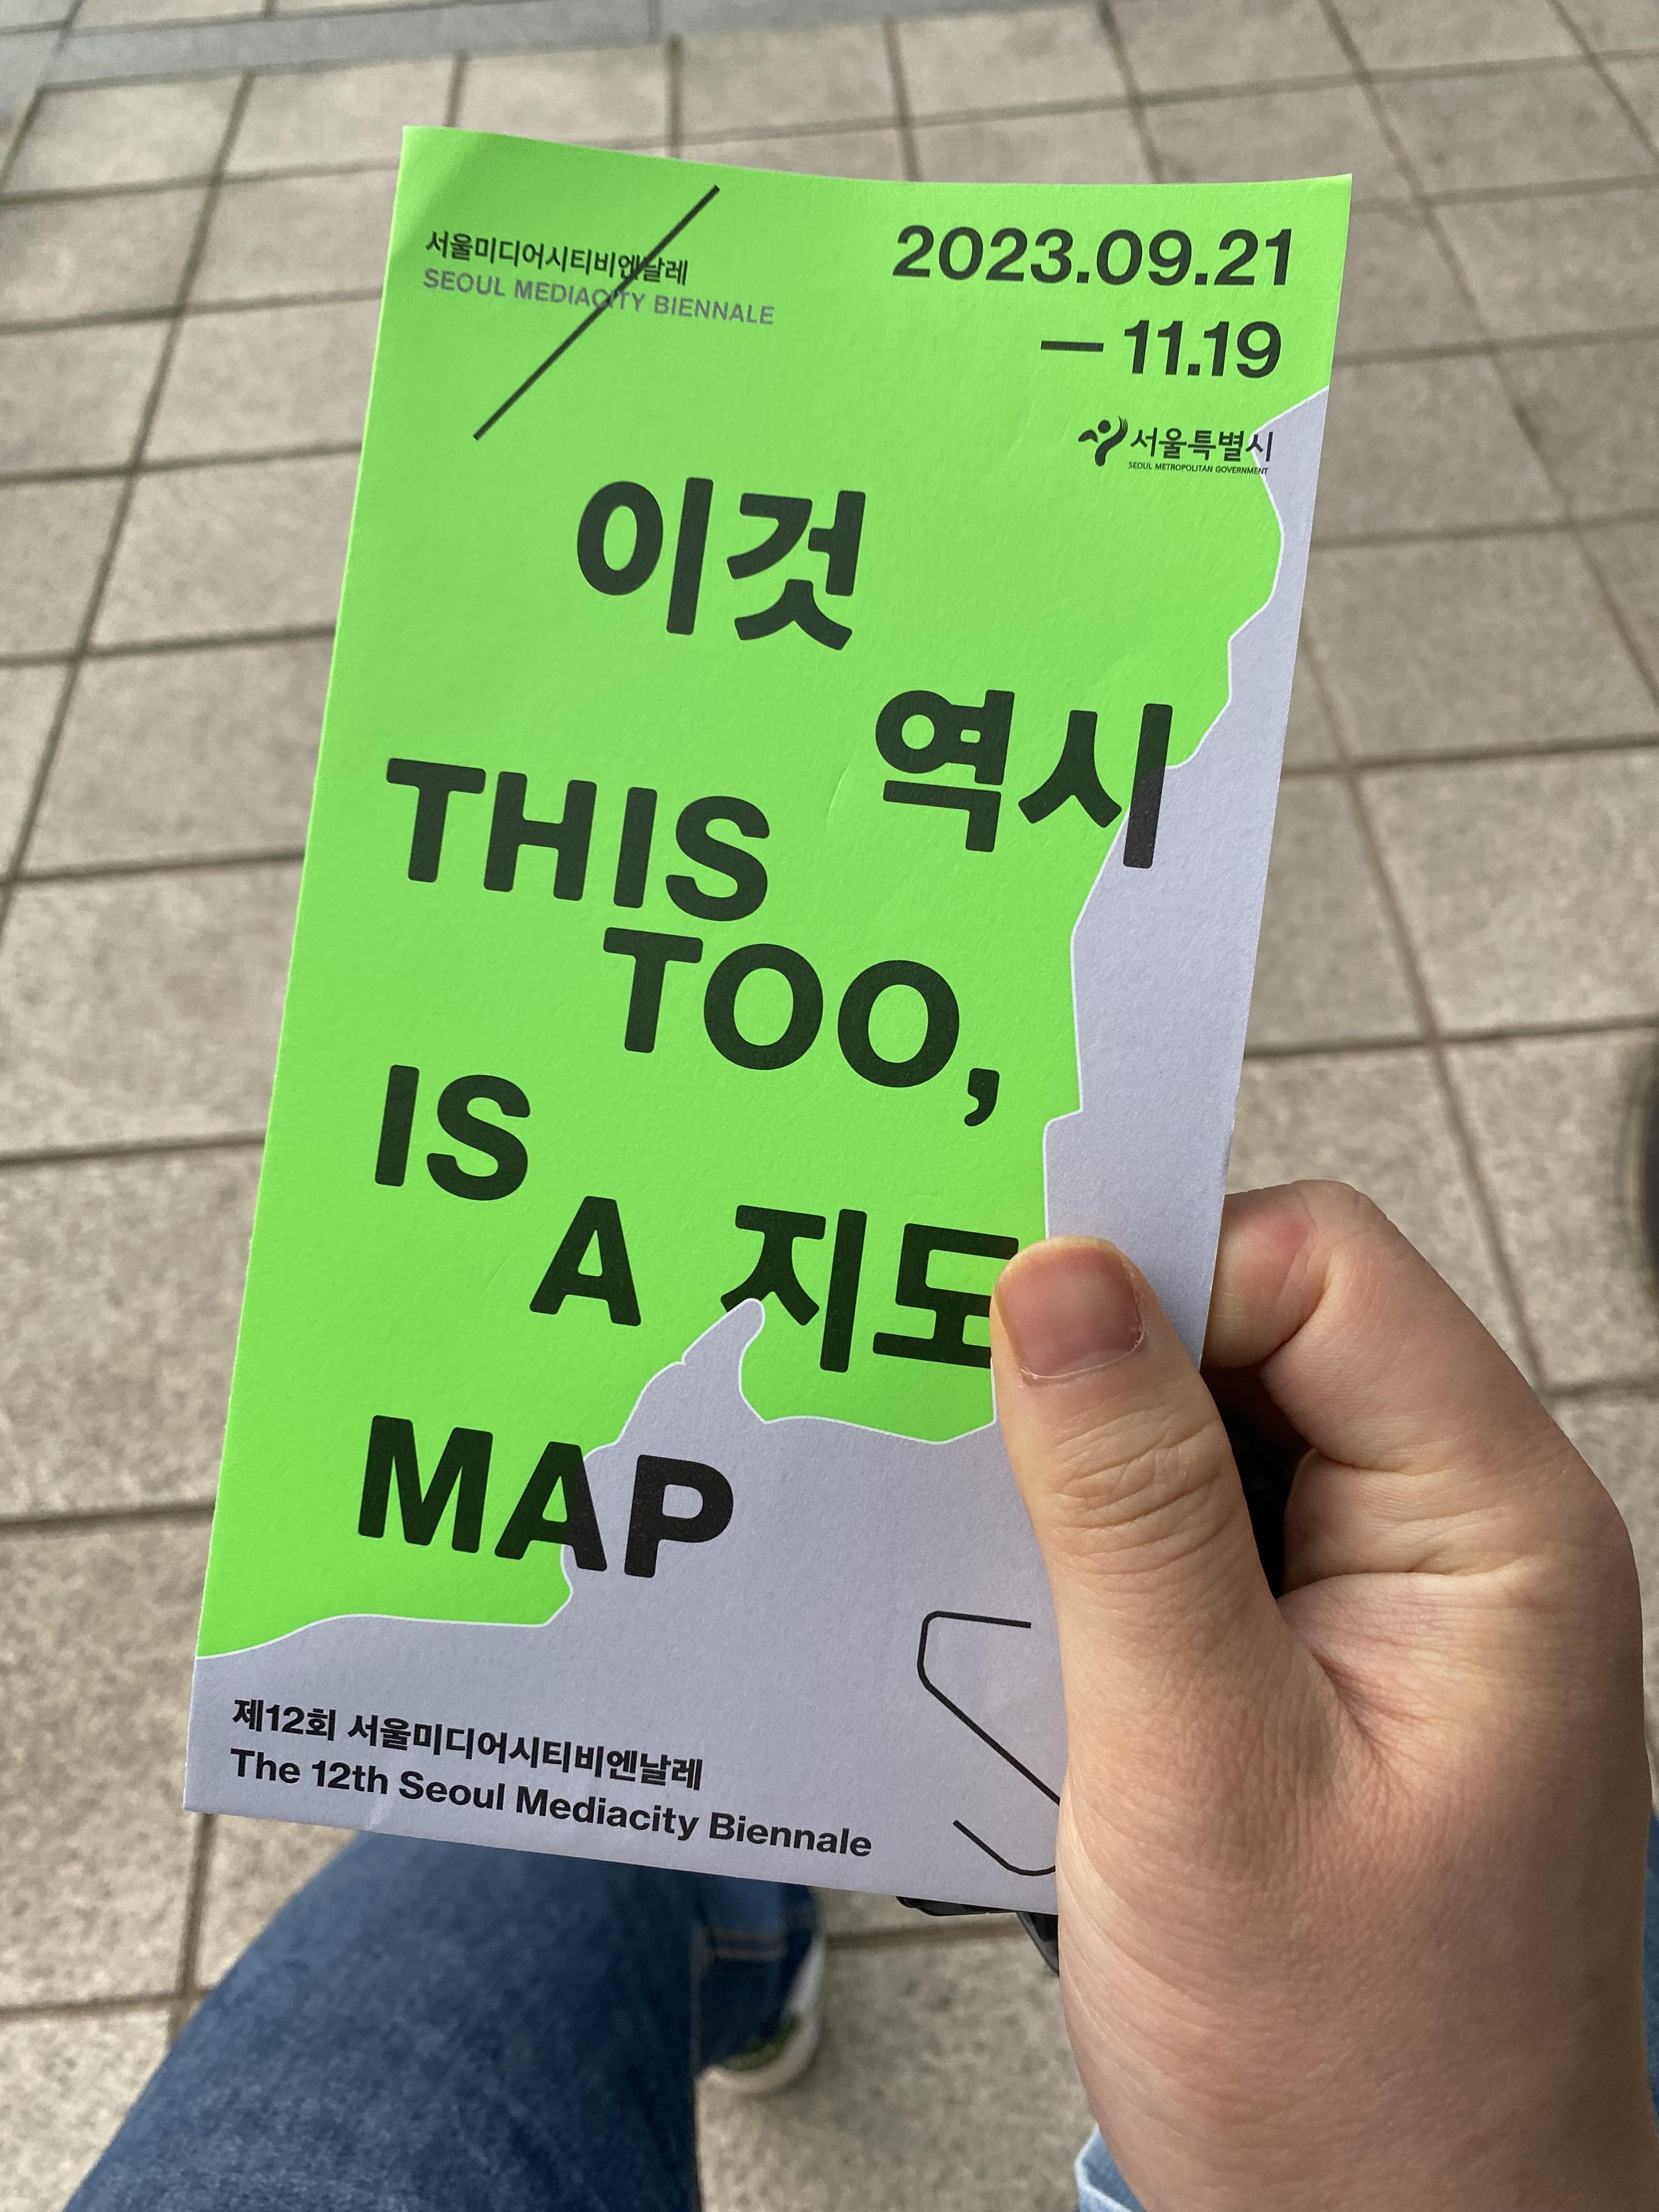 서울미디어시티비엔날레
SEOUL MEDIACITY BIENNALE
2023.09.21
— 11.19
서울특별시
SEOUL METROPOLITAN GOVERNMENT
이것
역시
THIS
TOO,
IS
A 지도
MAP
제12회 서울미디어시티비엔날레
The 12th Seoul Mediacity Biennale